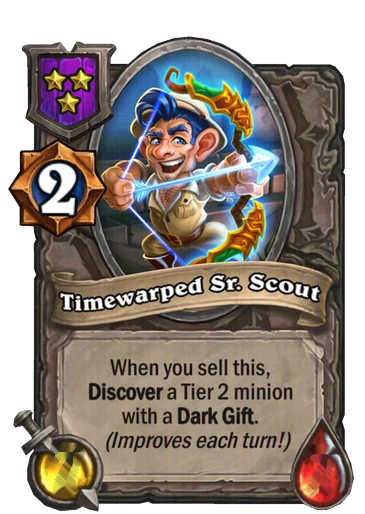 2
Timewarped Sr. Scout
When you sell this,
Discover a Tier 2 minion
with a Dark Gift.
(Improves each turn!)